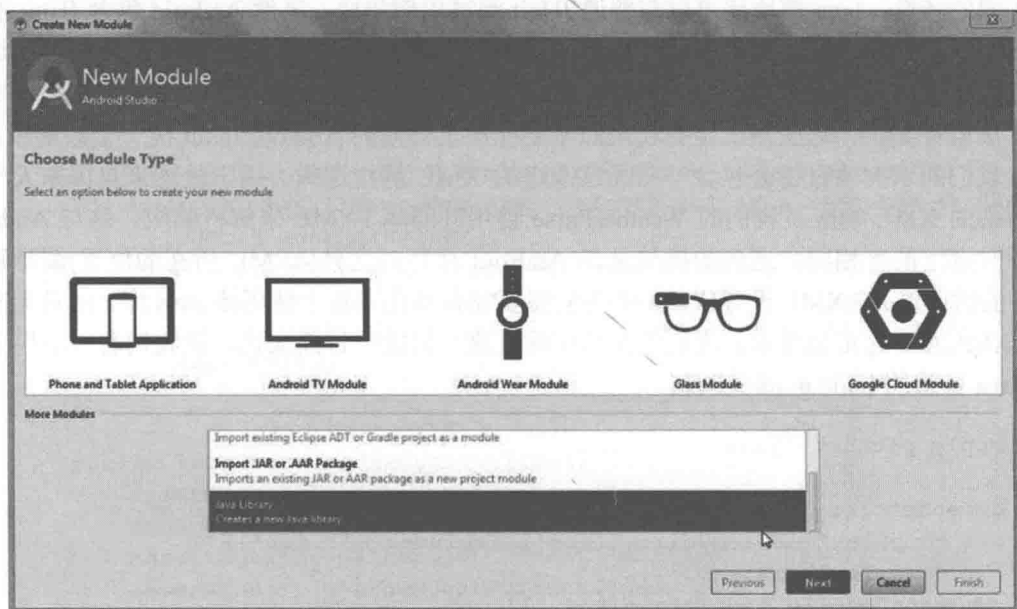 Create New Module
New Module
Android Studio
Choose Module Type
Select an option below to create your new module
Phone and Tablet Application
Android TV Module
Android Wear Module
Glass Module
Google Cloud Module
More Modules
Import existing Eclipse ADT or Gradle project as a module
Import .JAR or .AAR Package
Imports an existing JAR or AAR package as a new project module
Java Library
Creates a new Java library.
Previous
Next
Cancel
Finish